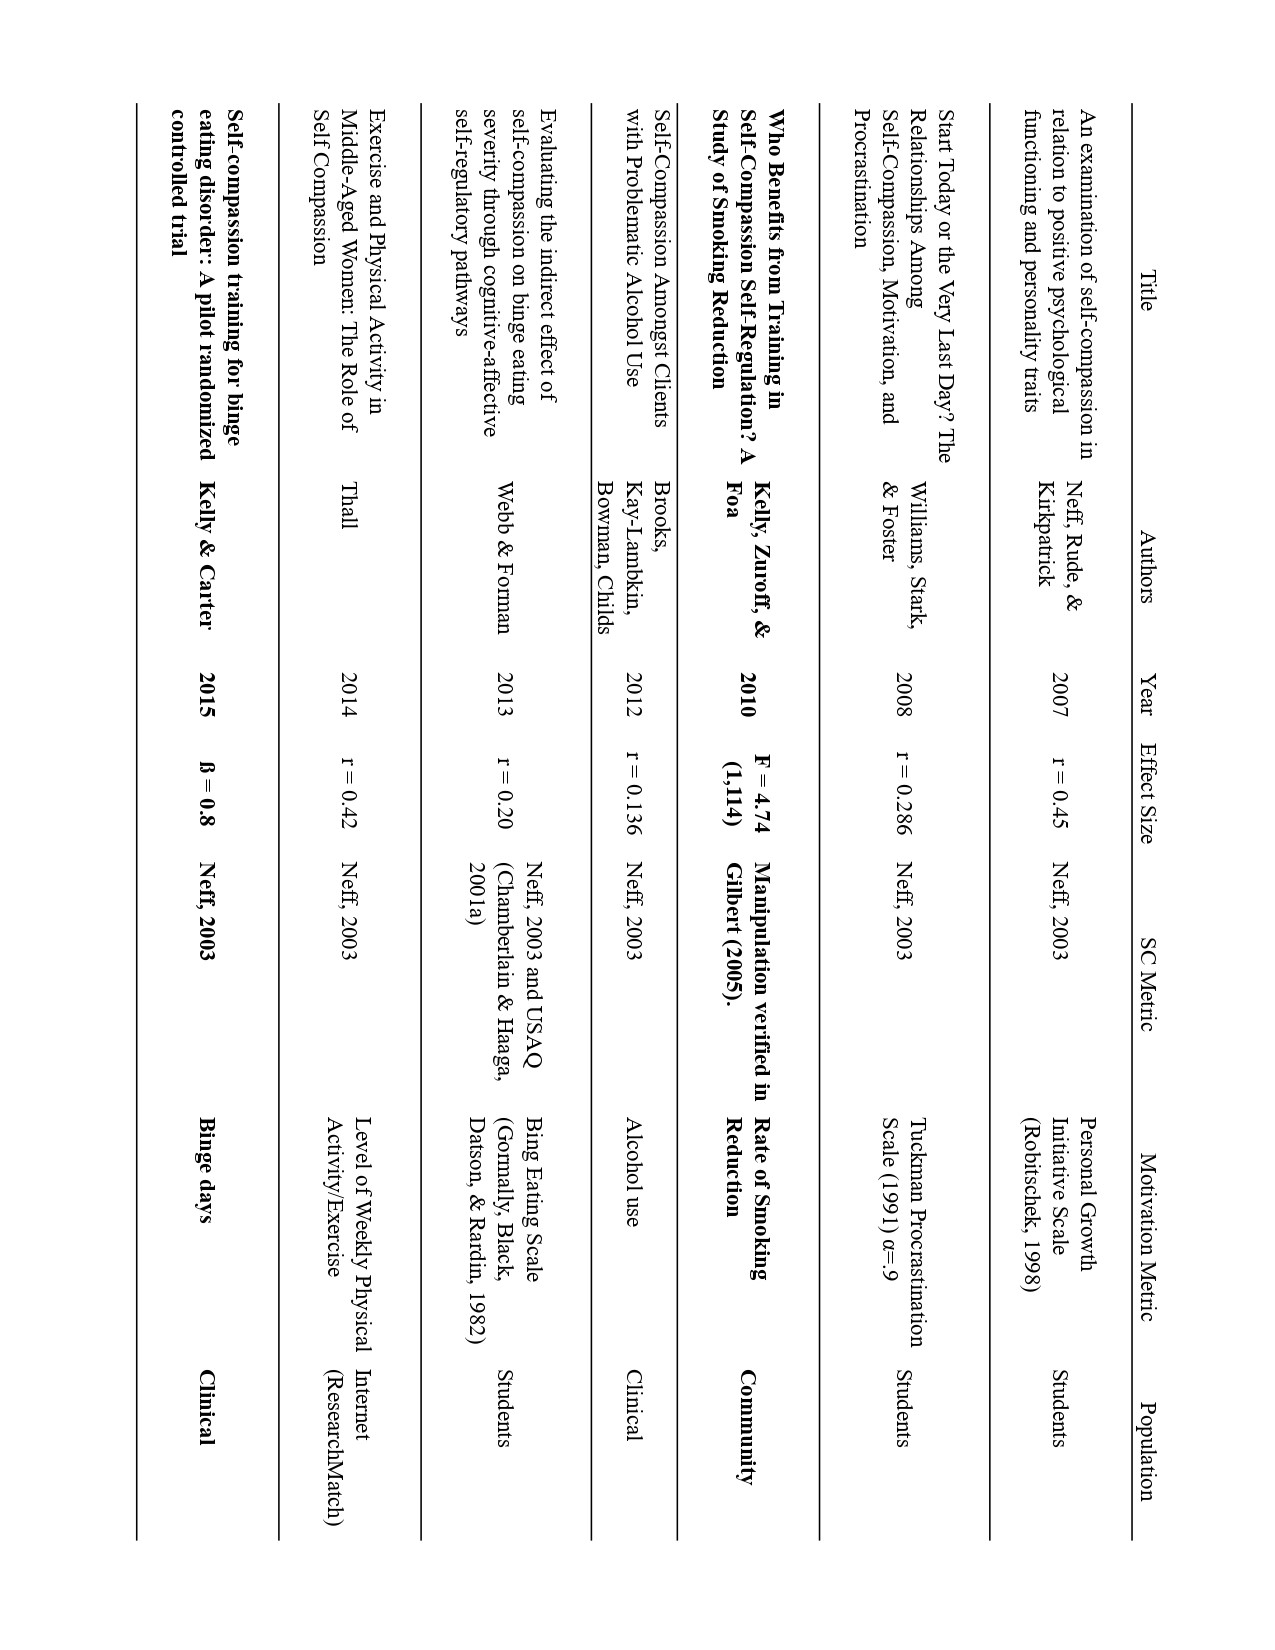 Title Authors Year Effect Size SC Metric Motivation Metric Population
An examination of self-compassion in
relation to positive psychological
functioning and personality traits
Neff, Rude, &
Kirkpatrick
2007
r = 0.45
Neff, 2003
Personal Growth
Initiative Scale
(Robitschek, 1998)
Students
Start Today or the Very Last Day? The
Relationships Among
Self-Compassion, Motivation, and
Procrastination
Williams, Stark,
& Foster
2008
r = 0.286
Neff, 2003
Tuckman Procrastination
Scale (1991) α=.9
Students
Who Benefits from Training in
Self-Compassion Self-Regulation? A
Study of Smoking Reduction
Kelly, Zuroff, &
Foa
2010
F = 4.74
(1,114)
Manipulation verified in
Gilbert (2005).
Rate of Smoking
Reduction
Community
Self-Compassion Amongst Clients
with Problematic Alcohol Use
Brooks,
Kay-Lambkin,
Bowman, Childs
2012
r = 0.136
Neff, 2003
Alcohol use
Clinical
Evaluating the indirect effect of
self-compassion on binge eating
severity through cognitive-affective
self-regulatory pathways
Webb & Forman
2013
r = 0.20
Neff, 2003 and USAQ
(Chamberlain & Haaga,
2001a)
Bing Eating Scale
(Gormally, Black,
Datson, & Rardin, 1982)
Students
Exercise and Physical Activity in
Middle-Aged Women: The Role of
Self Compassion
Thall
2014
r = 0.42
Neff, 2003
Level of Weekly Physical
Activity/Exercise
Internet
(ResearchMatch)
Self-compassion training for binge
eating disorder: A pilot randomized
controlled trial
Kelly & Carter
2015
ß = 0.8
Neff, 2003
Binge days
Clinical